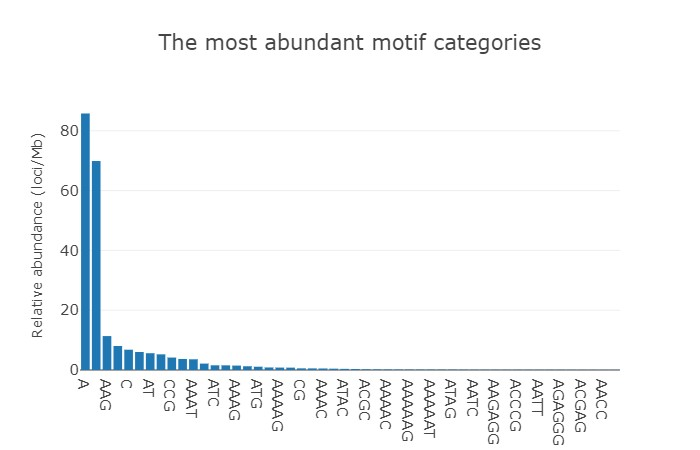 The most abundant motif categories
Relative abundance (loci/Mb)
80
60
40
20
0
A
AAG
C
AT
CCG
AAAT
ATC
AAAG
ATG
AAAAG
CG
AAAC
ATAC
ACGC
AAAAC
AAAAAG
AAAAAT
ATAG
AATC
AAGAGG
ACCCG
AATT
AGAGGG
ACGAG
AACC